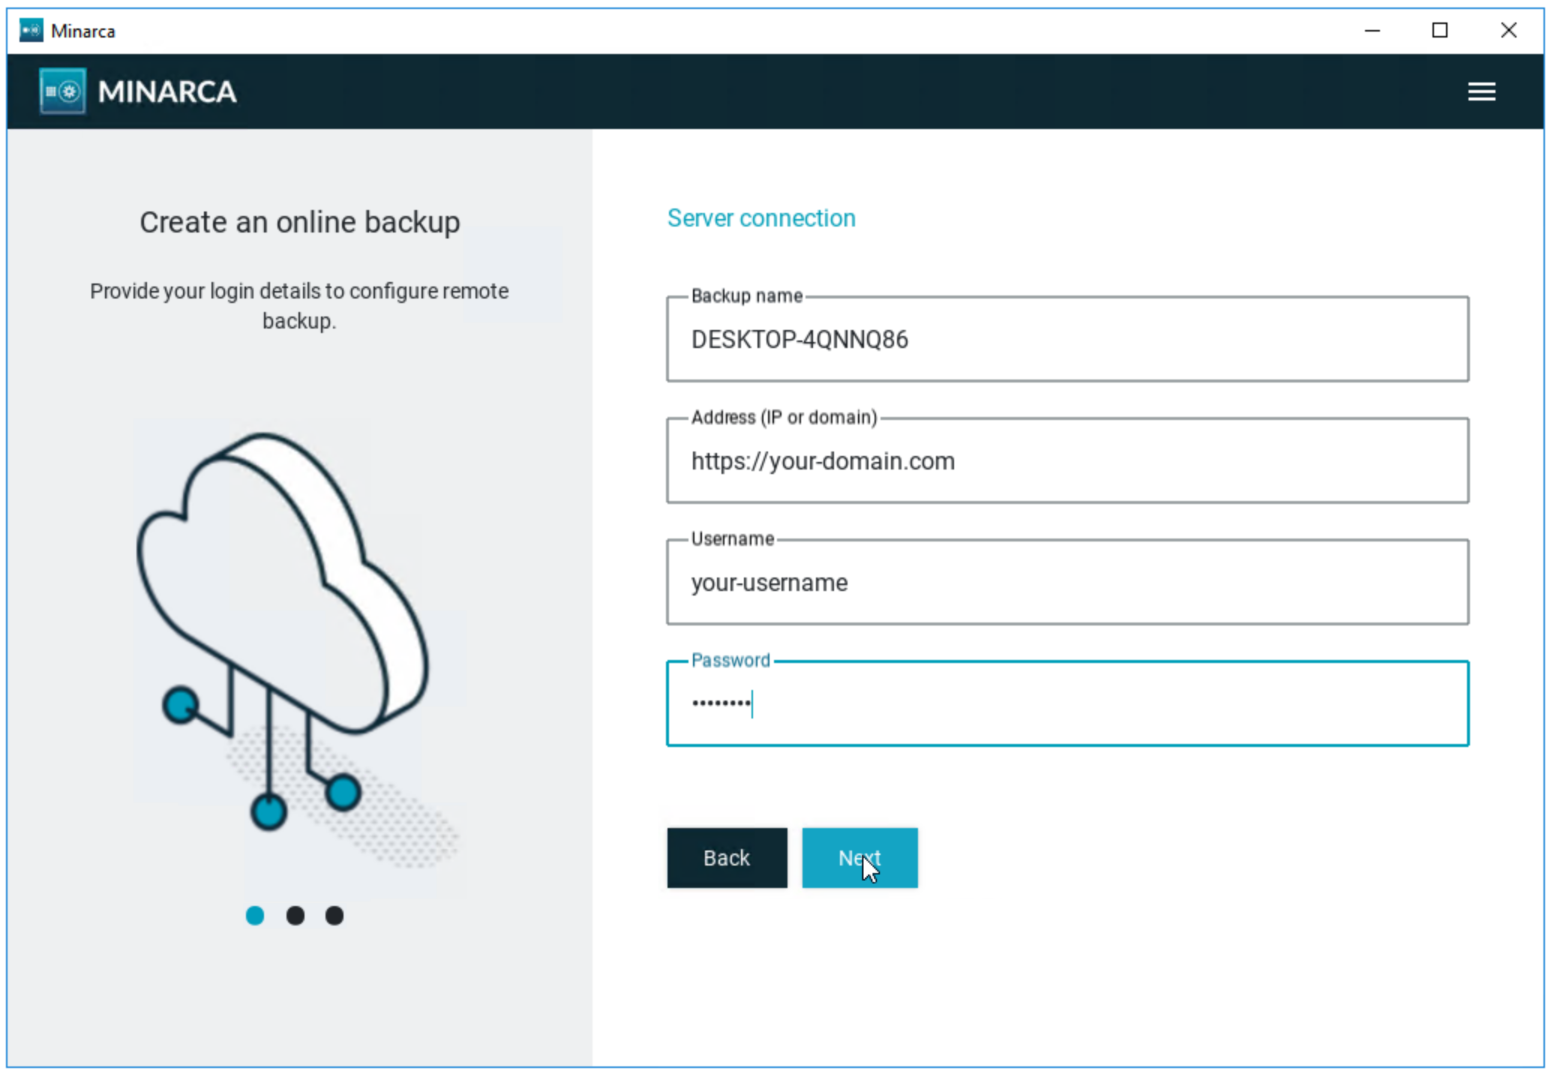 Minarca
MINARCA
Create an online backup
Provide your login details to configure remote
backup.
Server connection
Backup name
DESKTOP-4QNNQ86
Address (IP or domain)
https://your-domain.com
Username
your-username
Password
••••••••
Back
Next